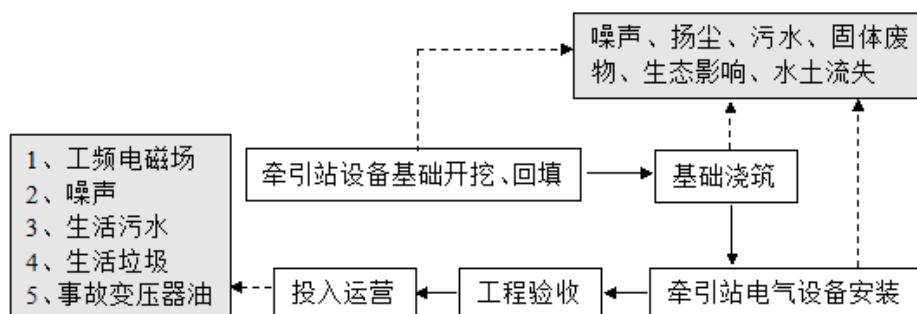 噪声、扬尘、污水、固体废
物、生态影响、水土流失
1、工频电磁场
2、噪声
3、生活污水
4、生活垃圾
5、事故变压器油
牵引站设备基础开挖、回填
基础浇筑
投入运营
工程验收
牵引站电气设备安装